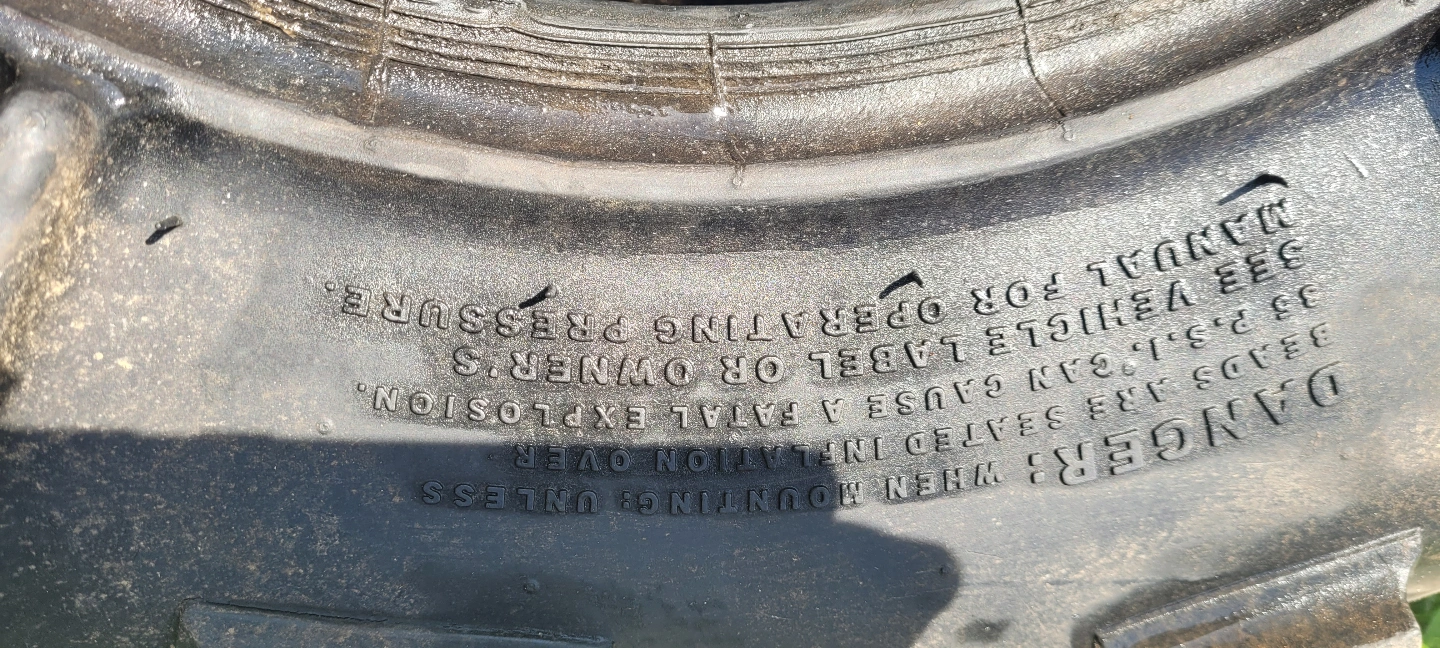 DANGER: WHEN MOUNTING: UNLESS
BEADS ARE SEATED INFLATION OVER
35 P.S.I. CAN CAUSE A FATAL EXPLOSION.
SEE VEHICLE LABEL OR OWNER'S
MANUAL FOR OPERATING PRESSURE.